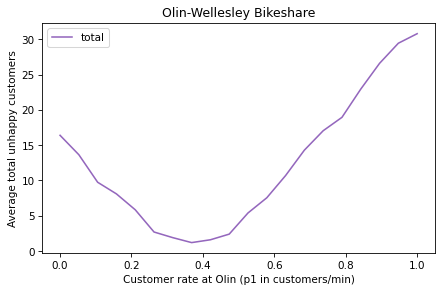 Olin-Wellesley Bikeshare
total
Average total unhappy customers
30
25
20
15
10
5
0
0.0 0.2 0.4 0.6 0.8 1.0
Customer rate at Olin (p1 in customers/min)